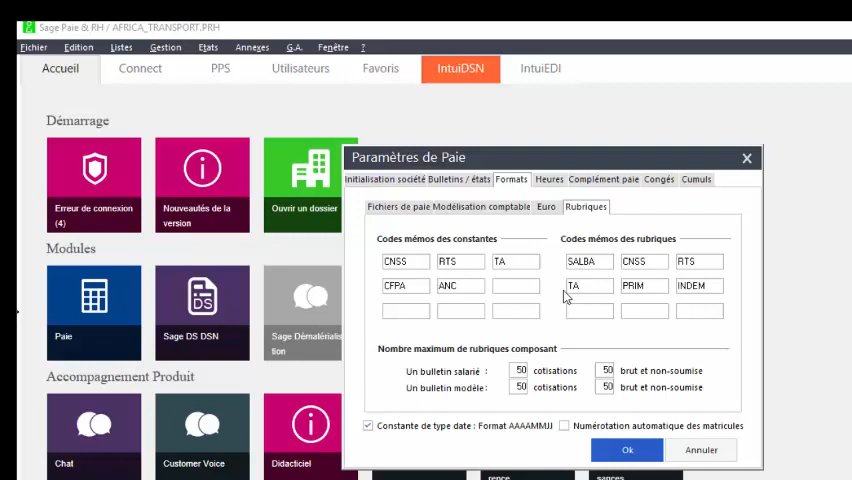 Sage Paie & RH / AFRICA_TRANSPORT.PRH
Fichier Edition Listes Gestion Etats Annexes G.A. Fenêtre ?
Accueil Connect PPS Utilisateurs Favoris IntuiDSN IntuiEDI
Démarrage
Erreur de connexion (4)
Nouveautés de la version
Ouvrir un dossier
Modules
Paie
Sage DS DSN
Sage Dématérialisa
tion
Accompagnement Produit
Chat
Customer Voice
Didacticiel
rence
sances
Paramètres de Paie
Initialisation société Bulletins / états Formats Heures Complément paie Congés Cumuls
Fichiers de paie Modélisation comptable Euro Rubriques
Codes mémos des constantes Codes mémos des rubriques
CNSS RTS TA SALBA CNSS RTS
CFPA ANC TA PRIM INDEM
Nombre maximum de rubriques composant
Un bulletin salarié : 50 cotisations 50 brut et non-soumise
Un bulletin modèle : 50 cotisations 50 brut et non-soumise
Constante de type date : Format AAAAMMJJ Numérotation automatique des matricules
Ok Annuler